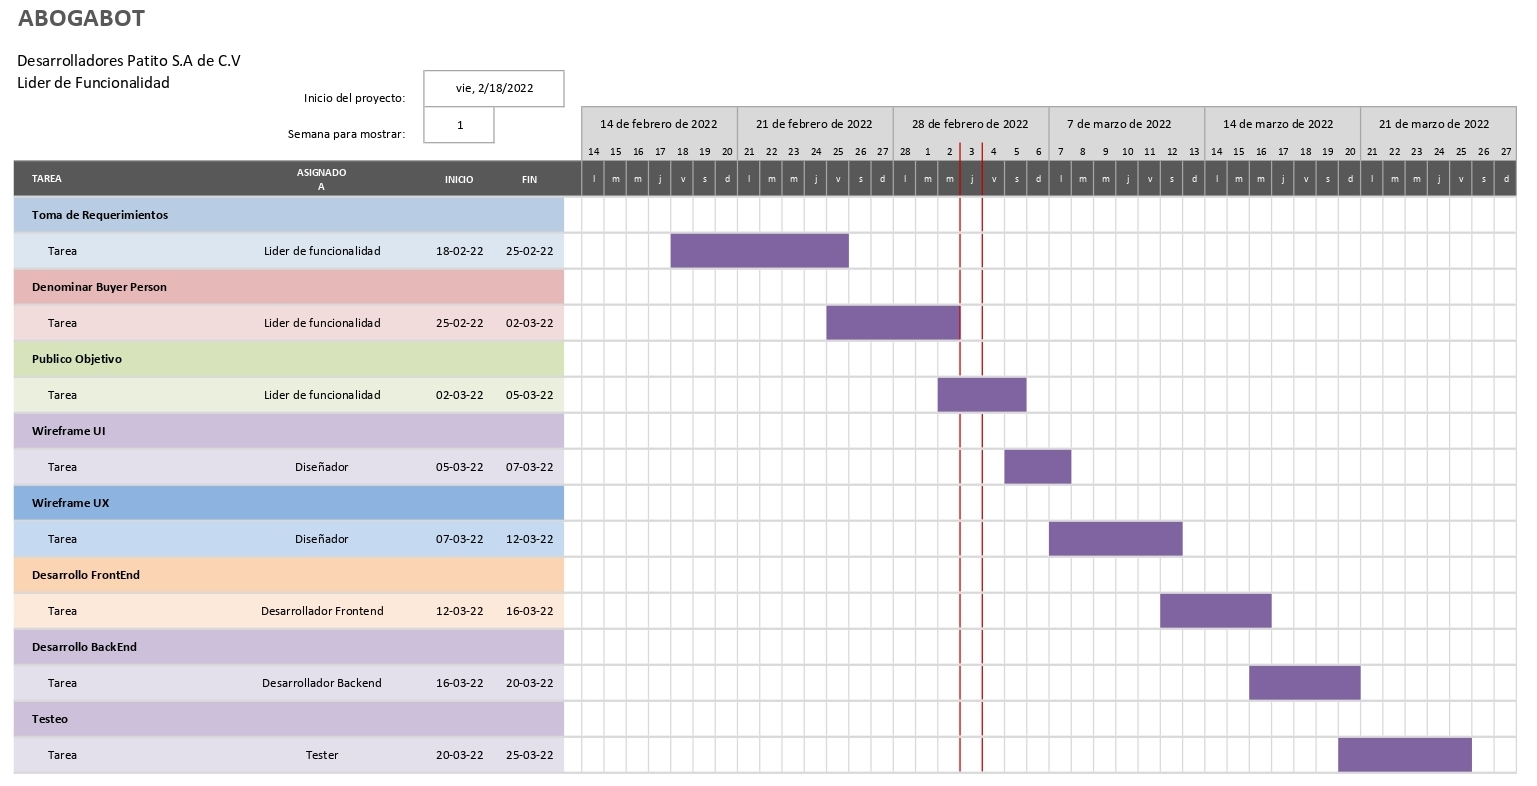 ABOGABOT
Desarrolladores Patito S.A de C.V
Lider de Funcionalidad
Inicio del proyecto: vie, 2/18/2022
Semana para mostrar: 1
14 de febrero de 2022 21 de febrero de 2022 28 de febrero de 2022 7 de marzo de 2022 14 de marzo de 2022 21 de marzo de 2022
14 15 16 17 18 19 20 21 22 23 24 25 26 27 28 1 2 3 4 5 6 7 8 9 10 11 12 13 14 15 16 17 18 19 20 21 22 23 24 25 26 27
TAREA ASIGNADO A INICIO FIN l m m j v s d l m m j v s d l m m j v s d l m m j v s d l m m j v s d l m m j v s d
Toma de Requerimientos
Tarea Lider de funcionalidad 18-02-22 25-02-22
Denominar Buyer Person
Tarea Lider de funcionalidad 25-02-22 02-03-22
Publico Objetivo
Tarea Lider de funcionalidad 02-03-22 05-03-22
Wireframe UI
Tarea Diseñador 05-03-22 07-03-22
Wireframe UX
Tarea Diseñador 07-03-22 12-03-22
Desarrollo FrontEnd
Tarea Desarrollador Frontend 12-03-22 16-03-22
Desarrollo BackEnd
Tarea Desarrollador Backend 16-03-22 20-03-22
Testeo
Tarea Tester 20-03-22 25-03-22